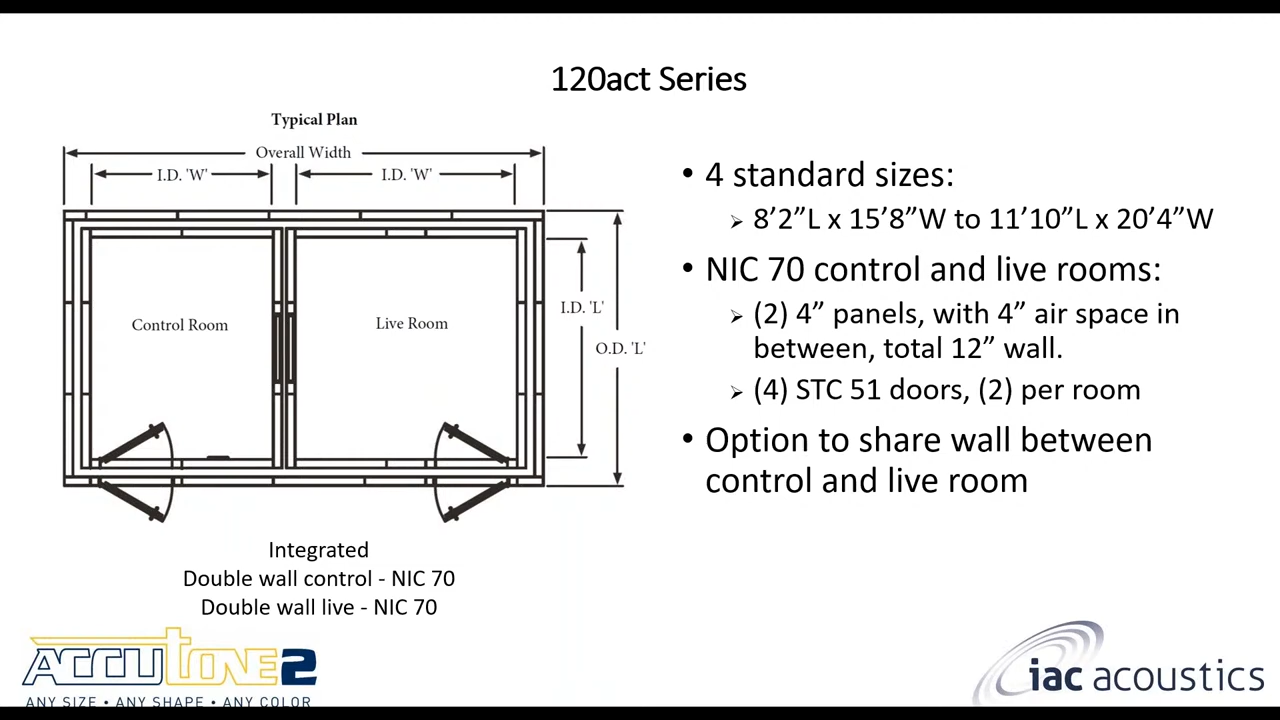 120act Series
Typical Plan
Overall Width
I.D. 'W'
I.D. 'W'
Control Room
Live Room
I.D. 'L'
O.D. 'L'
Integrated
Double wall control - NIC 70
Double wall live - NIC 70
• 4 standard sizes:
8’2”L x 15’8”W to 11’10”L x 20’4”W
• NIC 70 control and live rooms:
(2) 4” panels, with 4” air space in
between, total 12” wall.
(4) STC 51 doors, (2) per room
• Option to share wall between
control and live room
ACCUTONE2
ANY SIZE • ANY SHAPE • ANY COLOR
iac acoustics